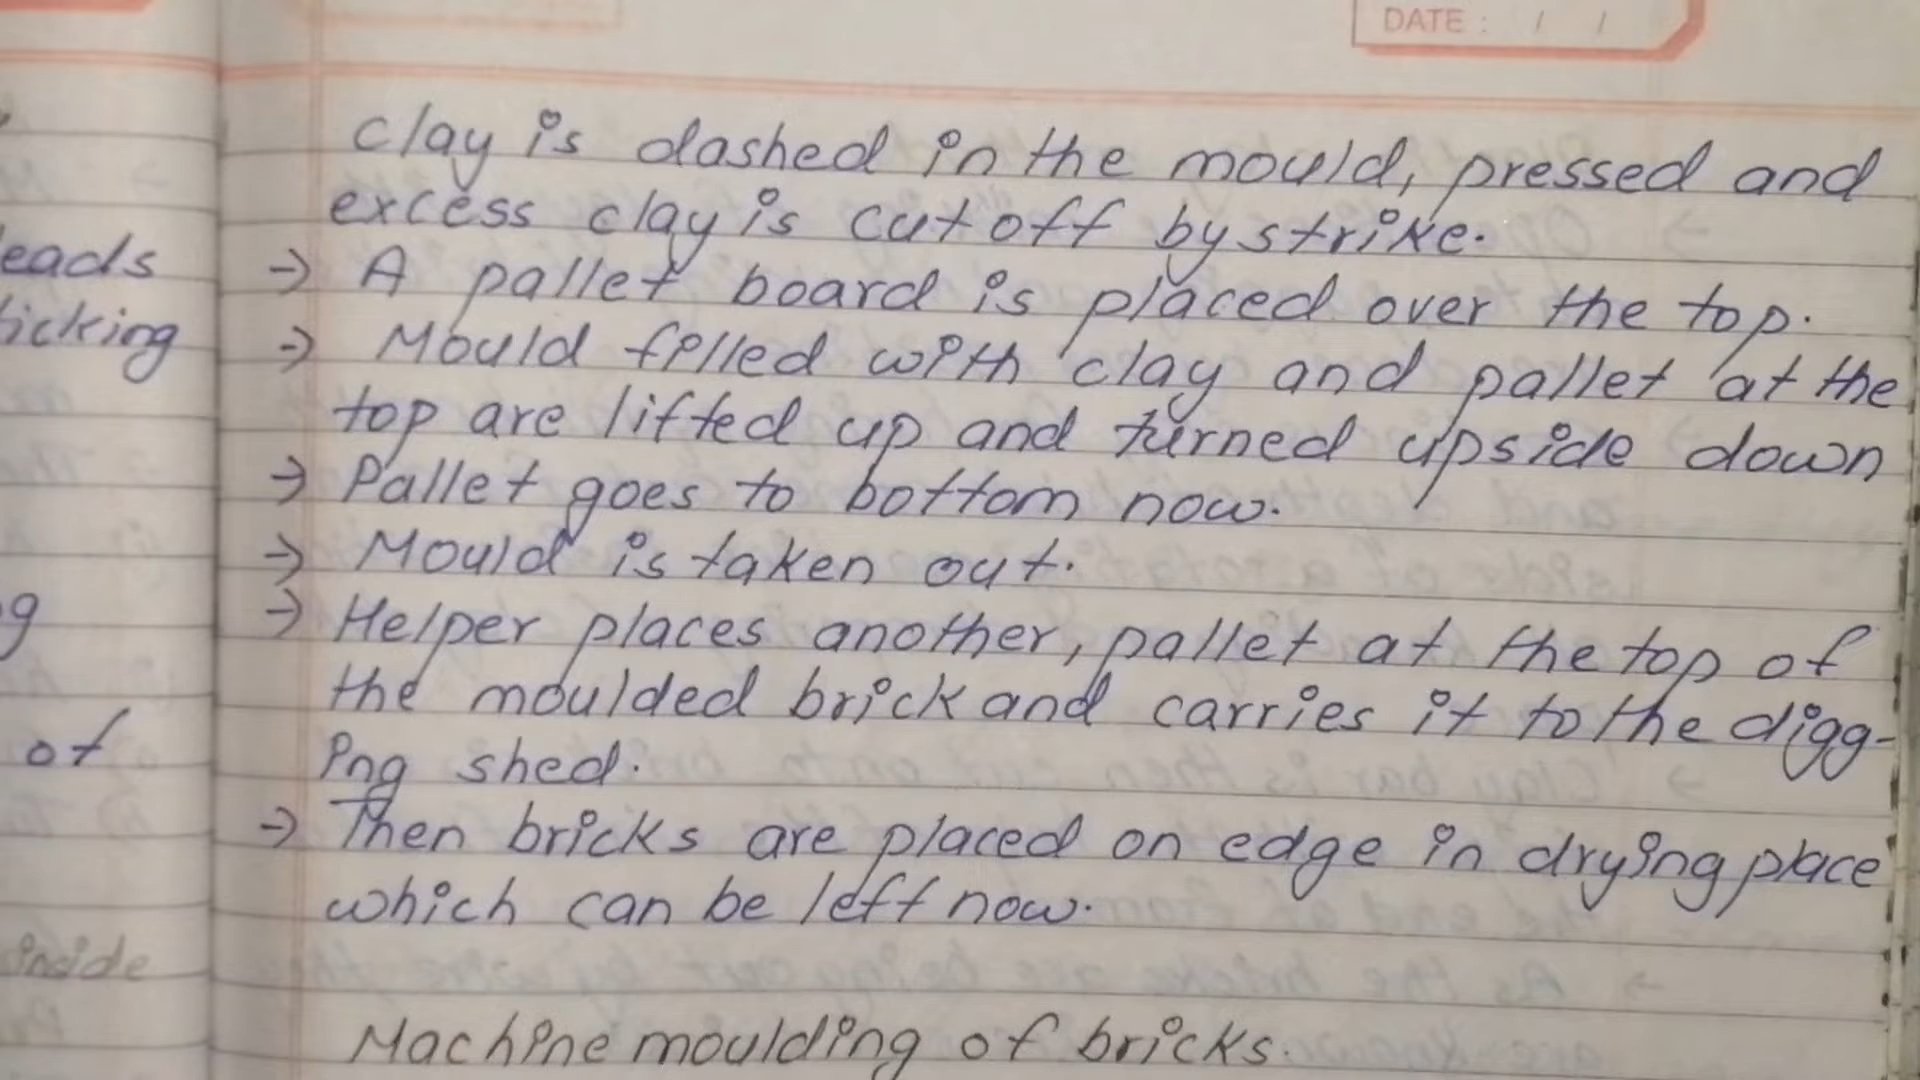 DATE : / /
clay is dashed in the mould, pressed and
excess clay is cut off by strike.
eads
→ A pallet board is placed over the top.
icking
→ Mould filled with clay and pallet at the
top are lifted up and turned upside down
→ Pallet goes to bottom now.
→ Mould is taken out.
g
→ Helper places another, pallet at the top of
the moulded brick and carries it to the digg-
of
ing shed.
→ Then bricks are placed on edge in drying place
which can be left now.
inside
Machine moulding of bricks.